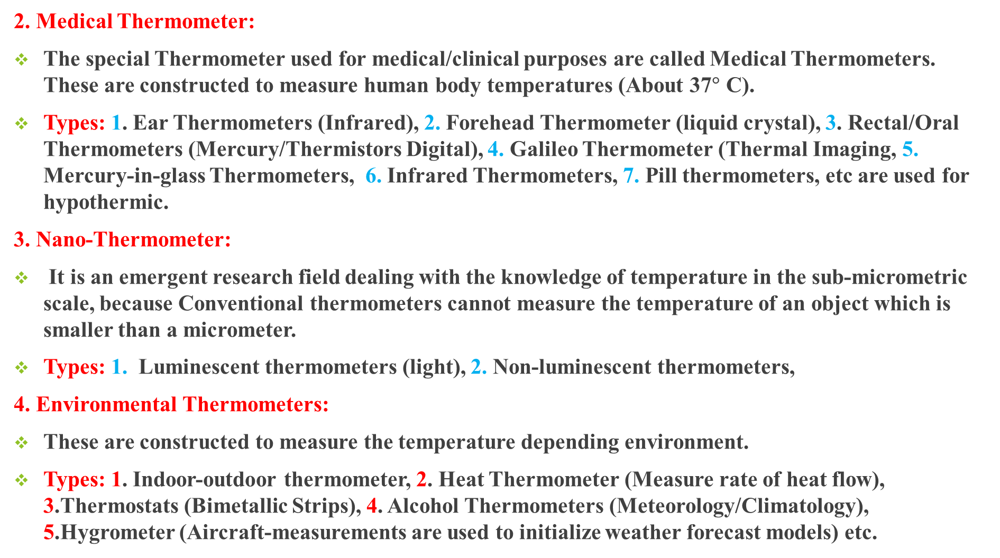 2. Medical Thermometer:
❖ The special Thermometer used for medical/clinical purposes are called Medical Thermometers.
These are constructed to measure human body temperatures (About 37° C).
❖ Types: 1. Ear Thermometers (Infrared), 2. Forehead Thermometer (liquid crystal), 3. Rectal/Oral
Thermometers (Mercury/Thermistors Digital), 4. Galileo Thermometer (Thermal Imaging, 5.
Mercury-in-glass Thermometers, 6. Infrared Thermometers, 7. Pill thermometers, etc are used for
hypothermic.
3. Nano-Thermometer:
❖ It is an emergent research field dealing with the knowledge of temperature in the sub-micrometric
scale, because Conventional thermometers cannot measure the temperature of an object which is
smaller than a micrometer.
❖ Types: 1. Luminescent thermometers (light), 2. Non-luminescent thermometers,
4. Environmental Thermometers:
❖ These are constructed to measure the temperature depending environment.
❖ Types: 1. Indoor-outdoor thermometer, 2. Heat Thermometer (Measure rate of heat flow),
3.Thermostats (Bimetallic Strips), 4. Alcohol Thermometers (Meteorology/Climatology),
5.Hygrometer (Aircraft-measurements are used to initialize weather forecast models) etc.